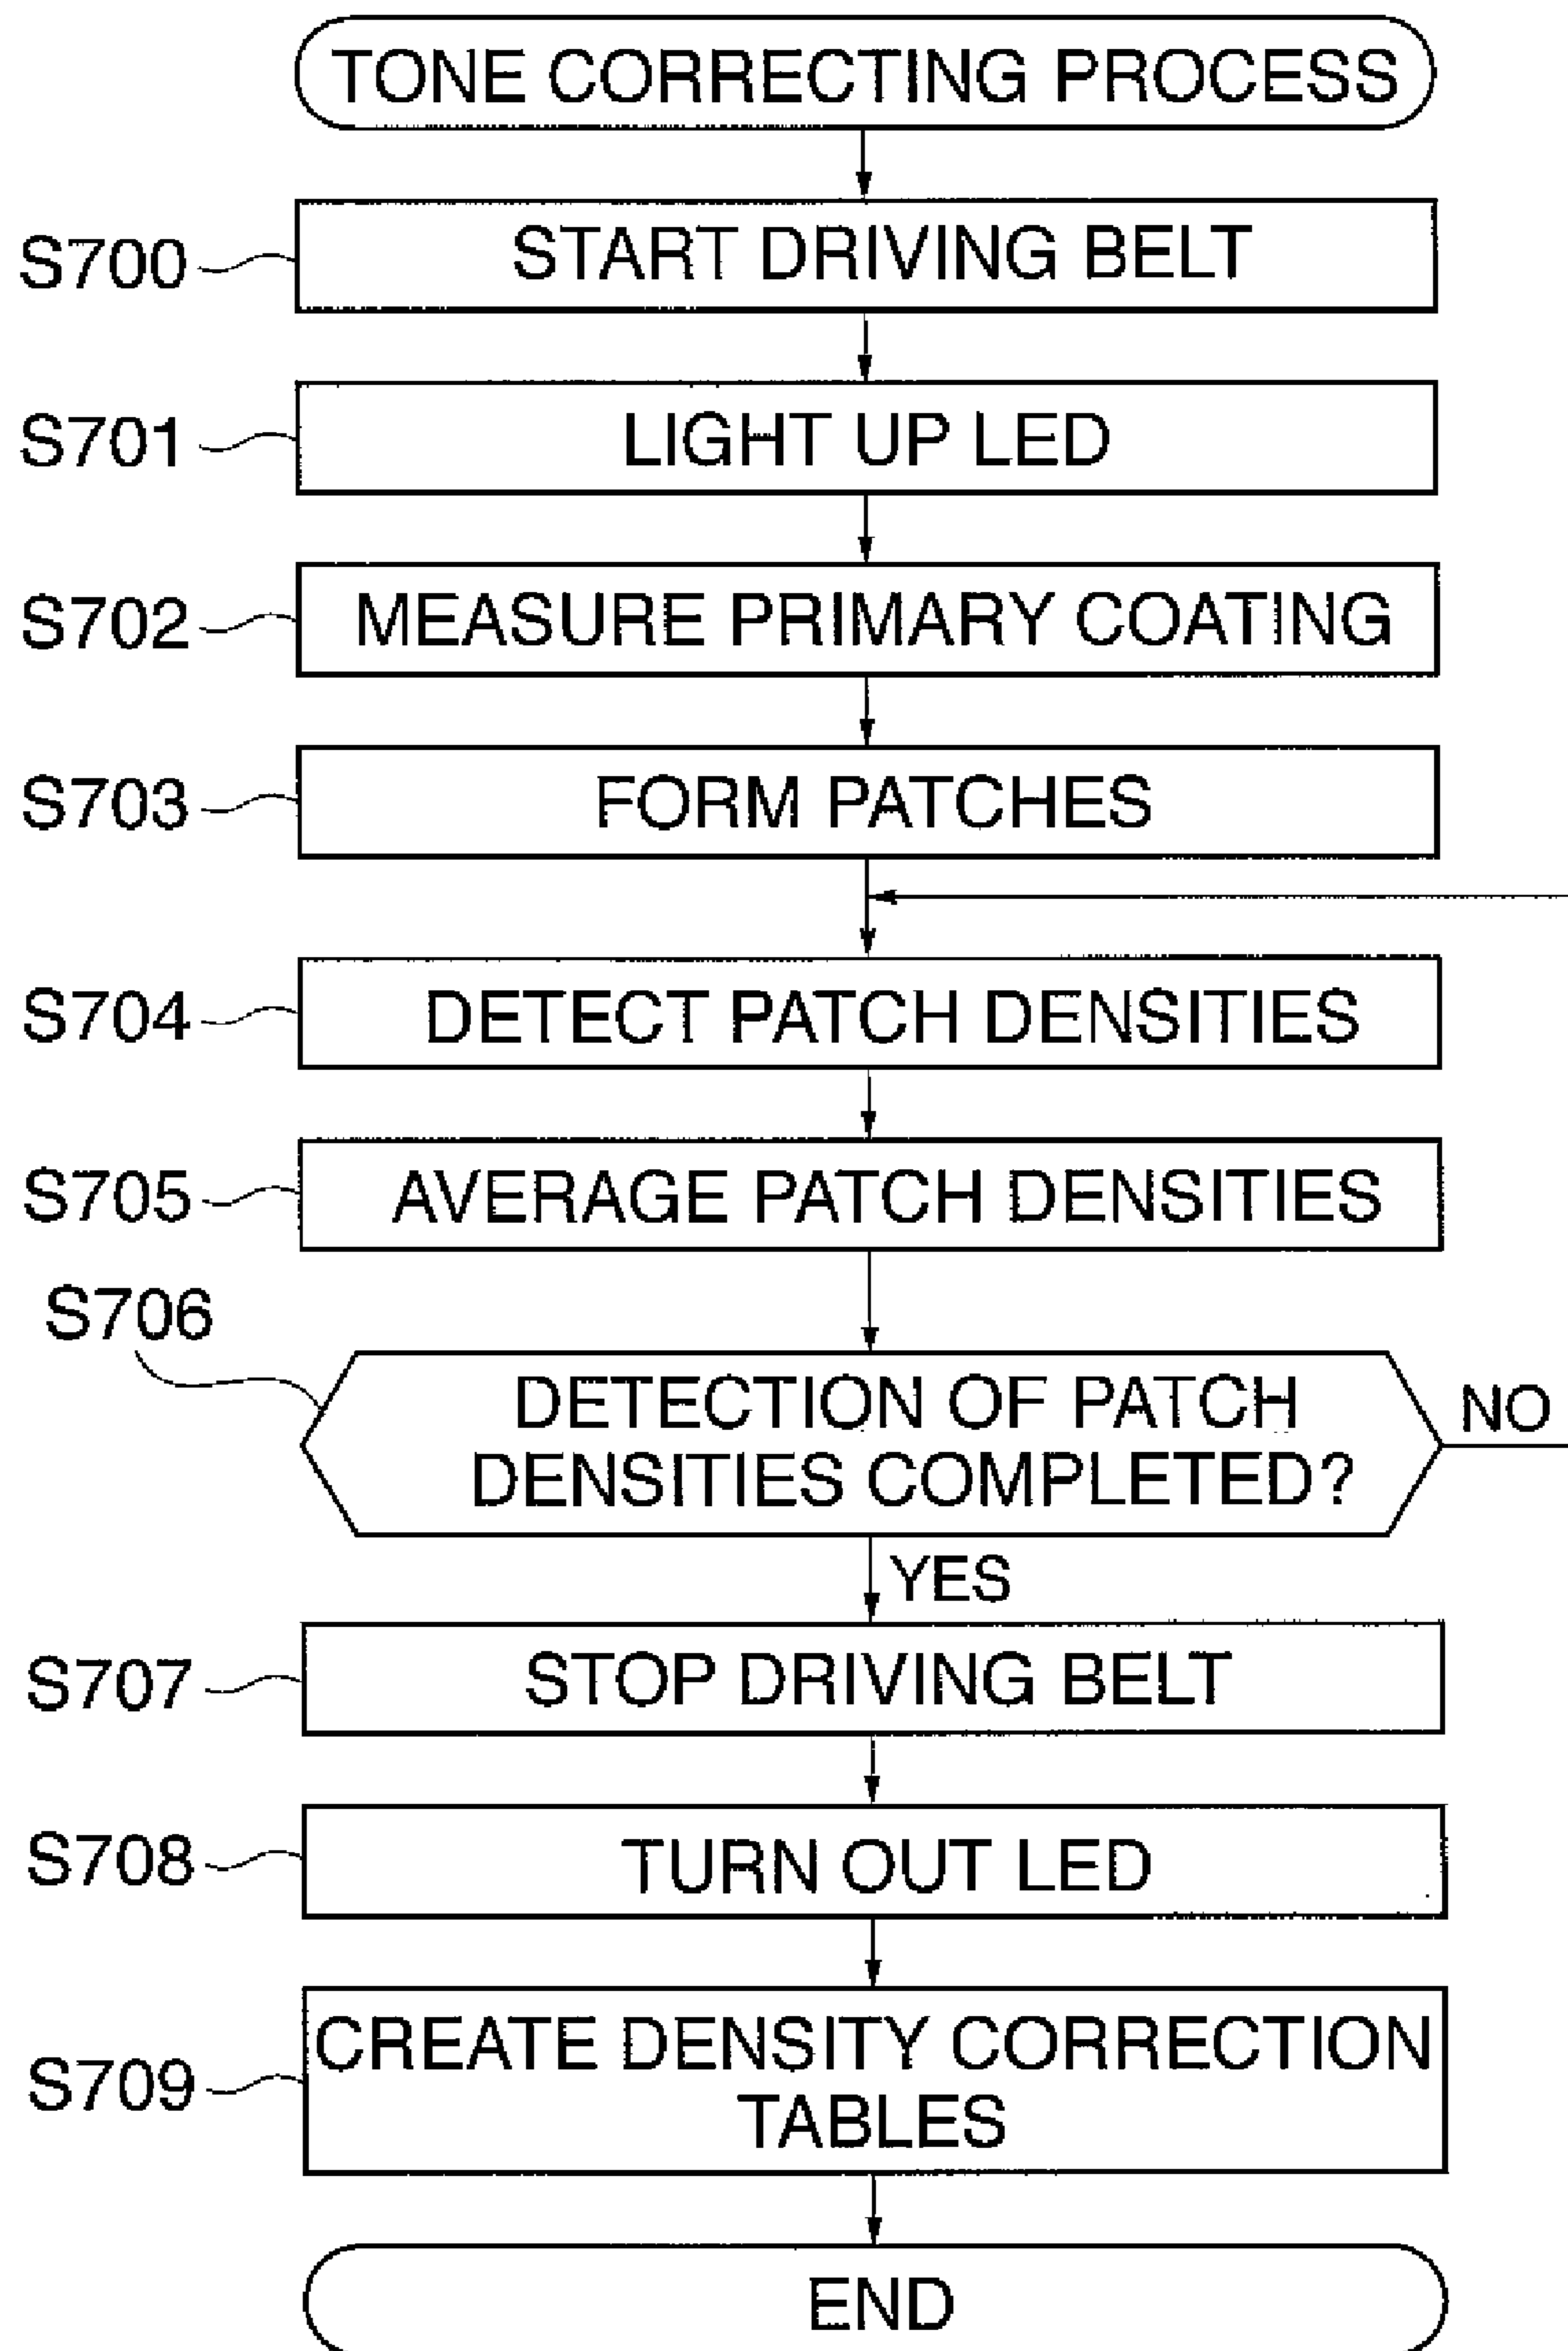 TONE CORRECTING PROCESS
S700
START DRIVING BELT
S701
LIGHT UP LED
S702
MEASURE PRIMARY COATING
S703
FORM PATCHES
S704
DETECT PATCH DENSITIES
S705
AVERAGE PATCH DENSITIES
S706
DETECTION OF PATCH
DENSITIES COMPLETED?
NO
YES
S707
STOP DRIVING BELT
S708
TURN OUT LED
S709
CREATE DENSITY CORRECTION
TABLES
END